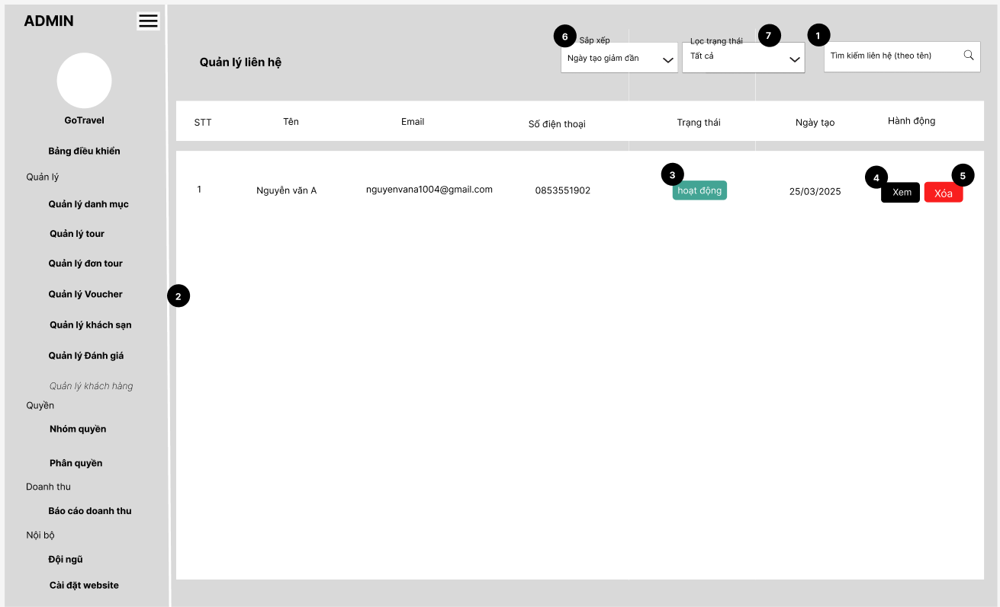 ADMIN
GoTravel
Bảng điều khiển
Quản lý
Quản lý danh mục
Quản lý tour
Quản lý đơn tour
Quản lý Voucher
Quản lý khách sạn
Quản lý Đánh giá
Quản lý khách hàng
Quyền
Nhóm quyền
Phân quyền
Doanh thu
Báo cáo doanh thu
Nội bộ
Đội ngũ
Cài đặt website
Quản lý liên hệ
6 Sắp xếp
Ngày tạo giảm dần
Lọc trạng thái 7
Tất cả
1
Tìm kiếm liên hệ (theo tên)
STT Tên Email Số điện thoại Trạng thái Ngày tạo Hành động
3 4 5
1 Nguyễn văn A nguyenvana1004@gmail.com 0853551902 hoạt động 25/03/2025 Xem Xóa
2